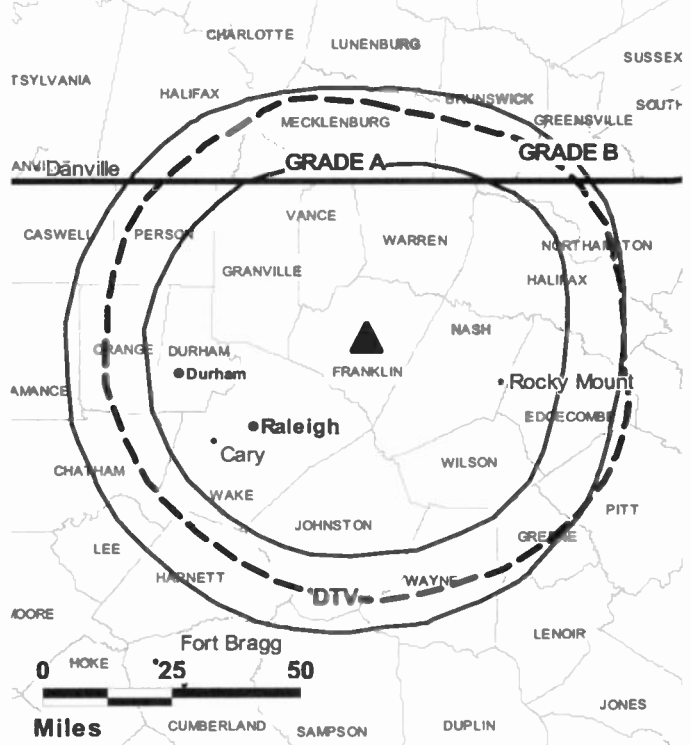 CHARLOTTE
LUNENBURG
SUSSEX
TSYLVANIA
HALIFAX
BRUNSWICK
SOUTH
MECKLENBURG
GREENSVILLE
GRADE B
GRADE A
Danville
VANCE
CASWELL
PERSON
WARREN
NORTHAMPTON
GRANVILLE
HALIFAX
NASH
ORANGE
DURHAM
FRANKLIN
Durham
Rocky Mount
AMANCE
EDGECOMBE
Raleigh
Cary
WILSON
CHATHAM
WAKE
PITT
JOHNSTON
GREENE
LEE
HARNETT
WAYNE
DTV
MOORE
LENOIR
Fort Bragg
HOKE
0 25 50
Miles
JONES
CUMBERLAND
SAMPSON
DUPLIN